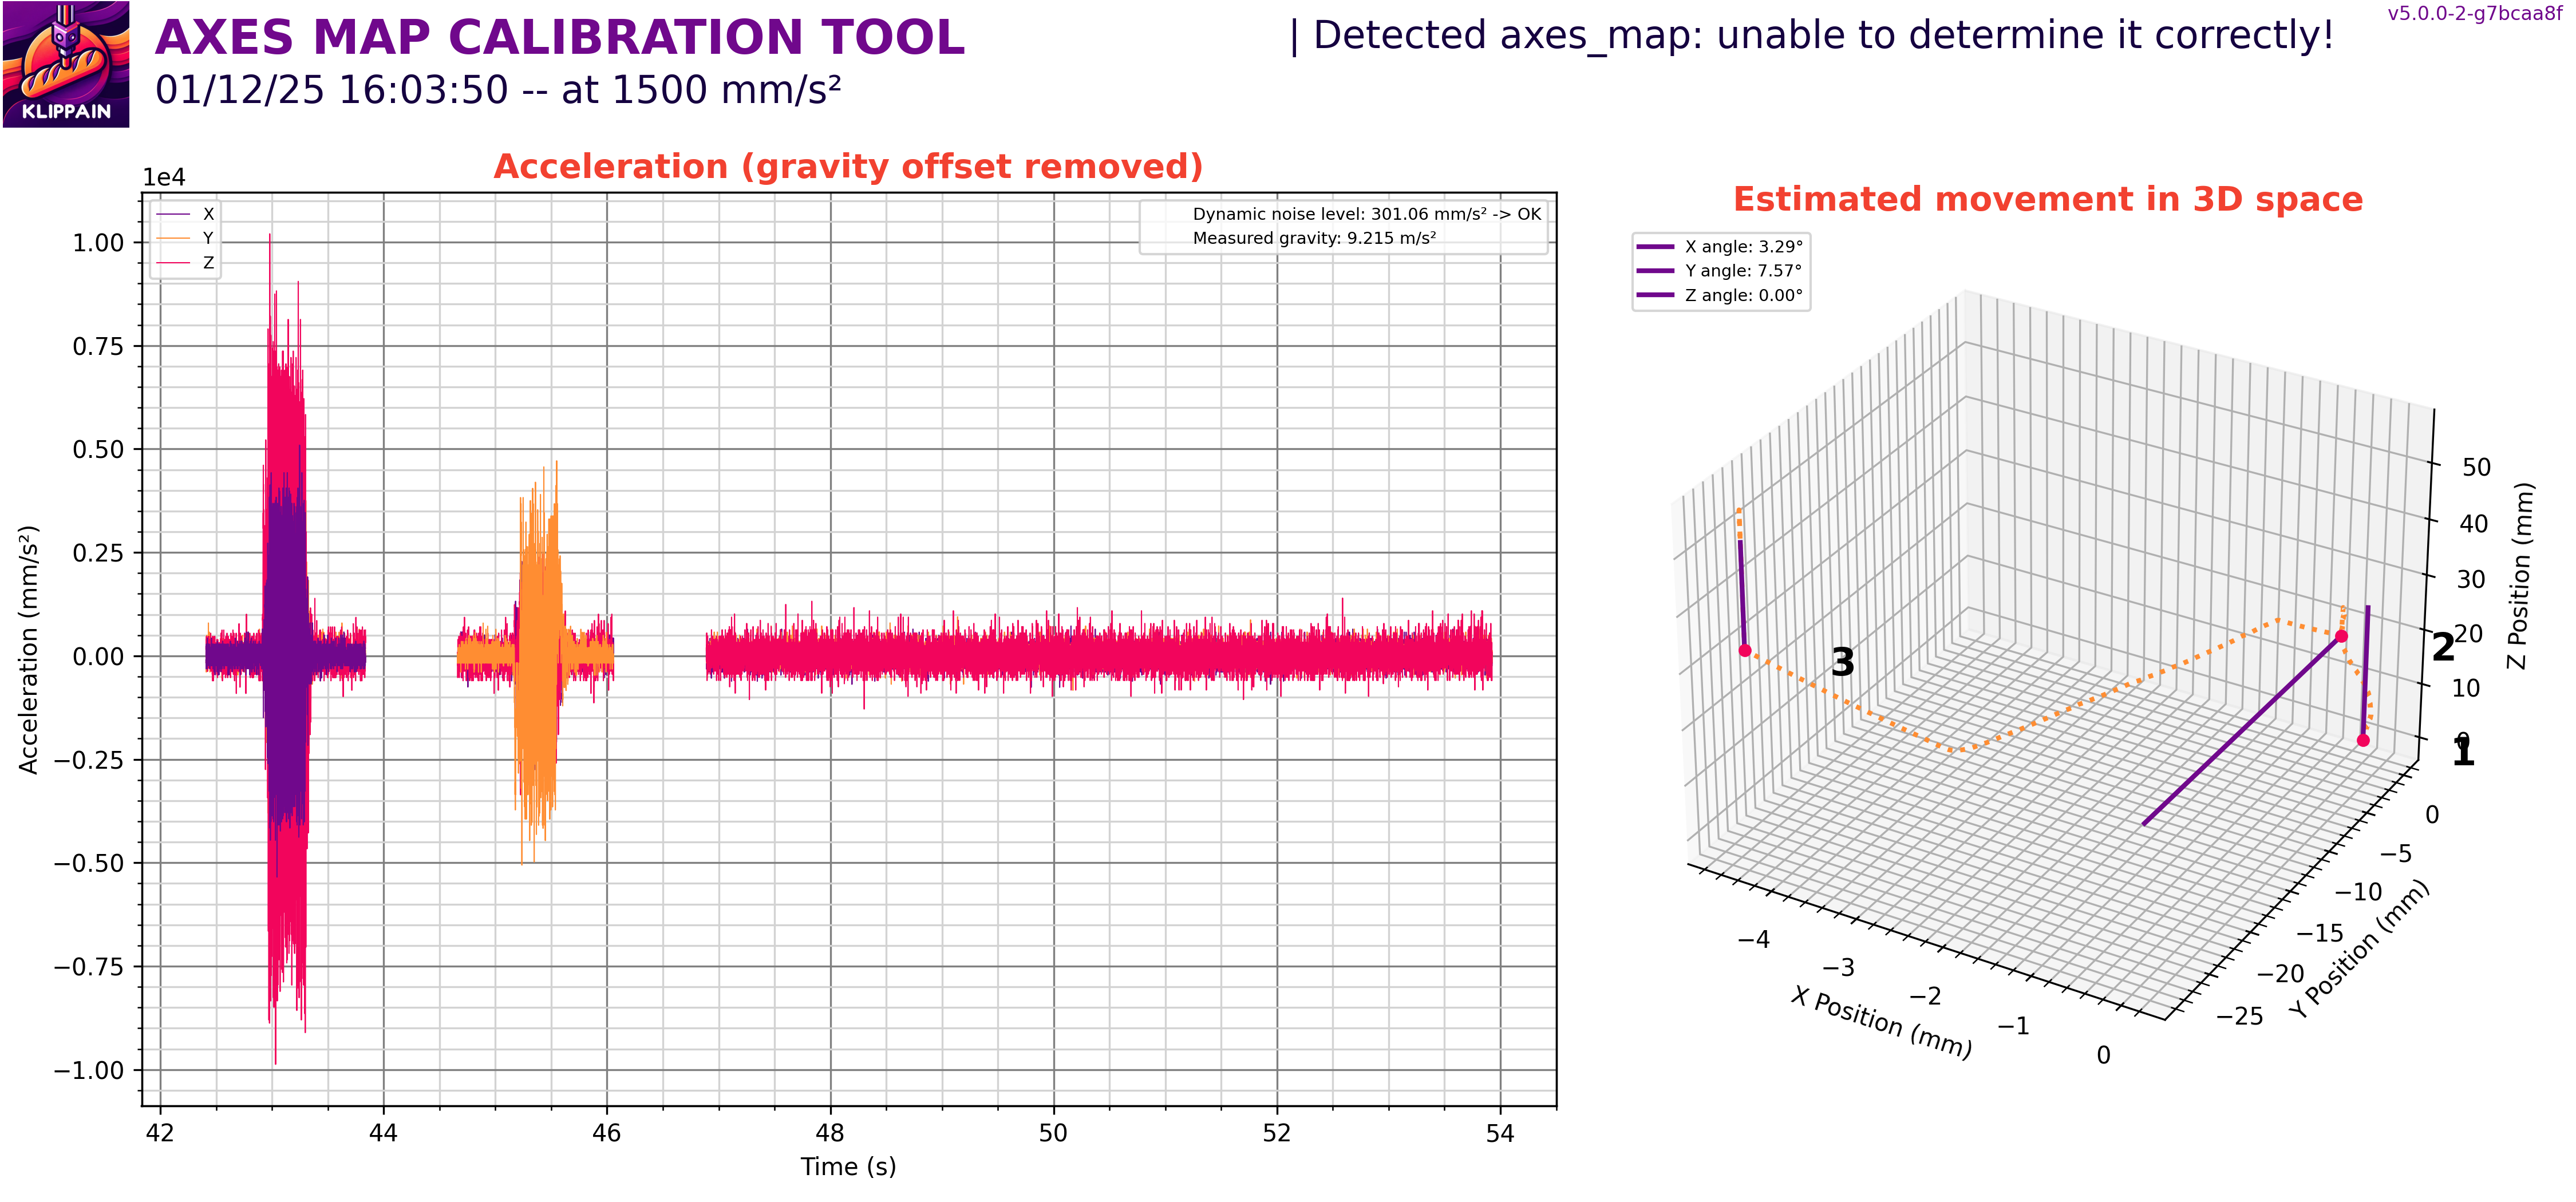 KLIPPAIN
AXES MAP CALIBRATION TOOL
01/12/25 16:03:50 -- at 1500 mm/s²
| Detected axes_map: unable to determine it correctly!
v5.0.0-2-g7bcaa8f
Acceleration (gravity offset removed)
1e4
X
Y
Z
Dynamic noise level: 301.06 mm/s² -> OK
Measured gravity: 9.215 m/s²
1.00
0.75
0.50
0.25
0.00
−0.25
−0.50
−0.75
−1.00
Acceleration (mm/s²)
42
44
46
48
50
52
54
Time (s)
Estimated movement in 3D space
X angle: 3.29°
Y angle: 7.57°
Z angle: 0.00°
3
2
1
50
40
30
20
10
0
Z Position (mm)
0
−5
−10
−15
−20
−25
Y Position (mm)
−4
−3
−2
−1
0
X Position (mm)